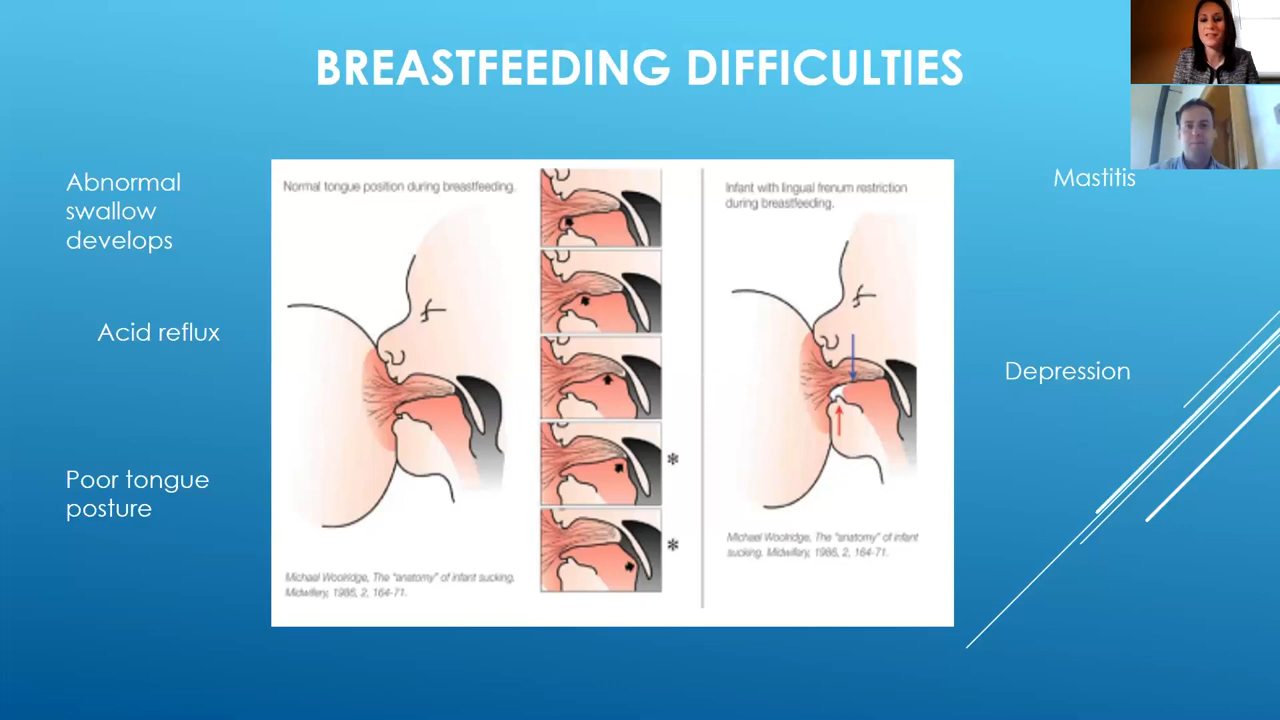 BREASTFEEDING DIFFICULTIES
Abnormal
swallow
develops
Acid reflux
Poor tongue
posture
Normal tongue position during breastfeeding.
Michael Woolridge, The "anatomy" of infant sucking.
Midwifery, 1986, 2, 164-71.
*
*
Infant with lingual frenum restriction
during breastfeeding.
Michael Woolridge, The "anatomy" of infant
sucking. Midwifery, 1986, 2, 164-71.
Mastitis
Depression